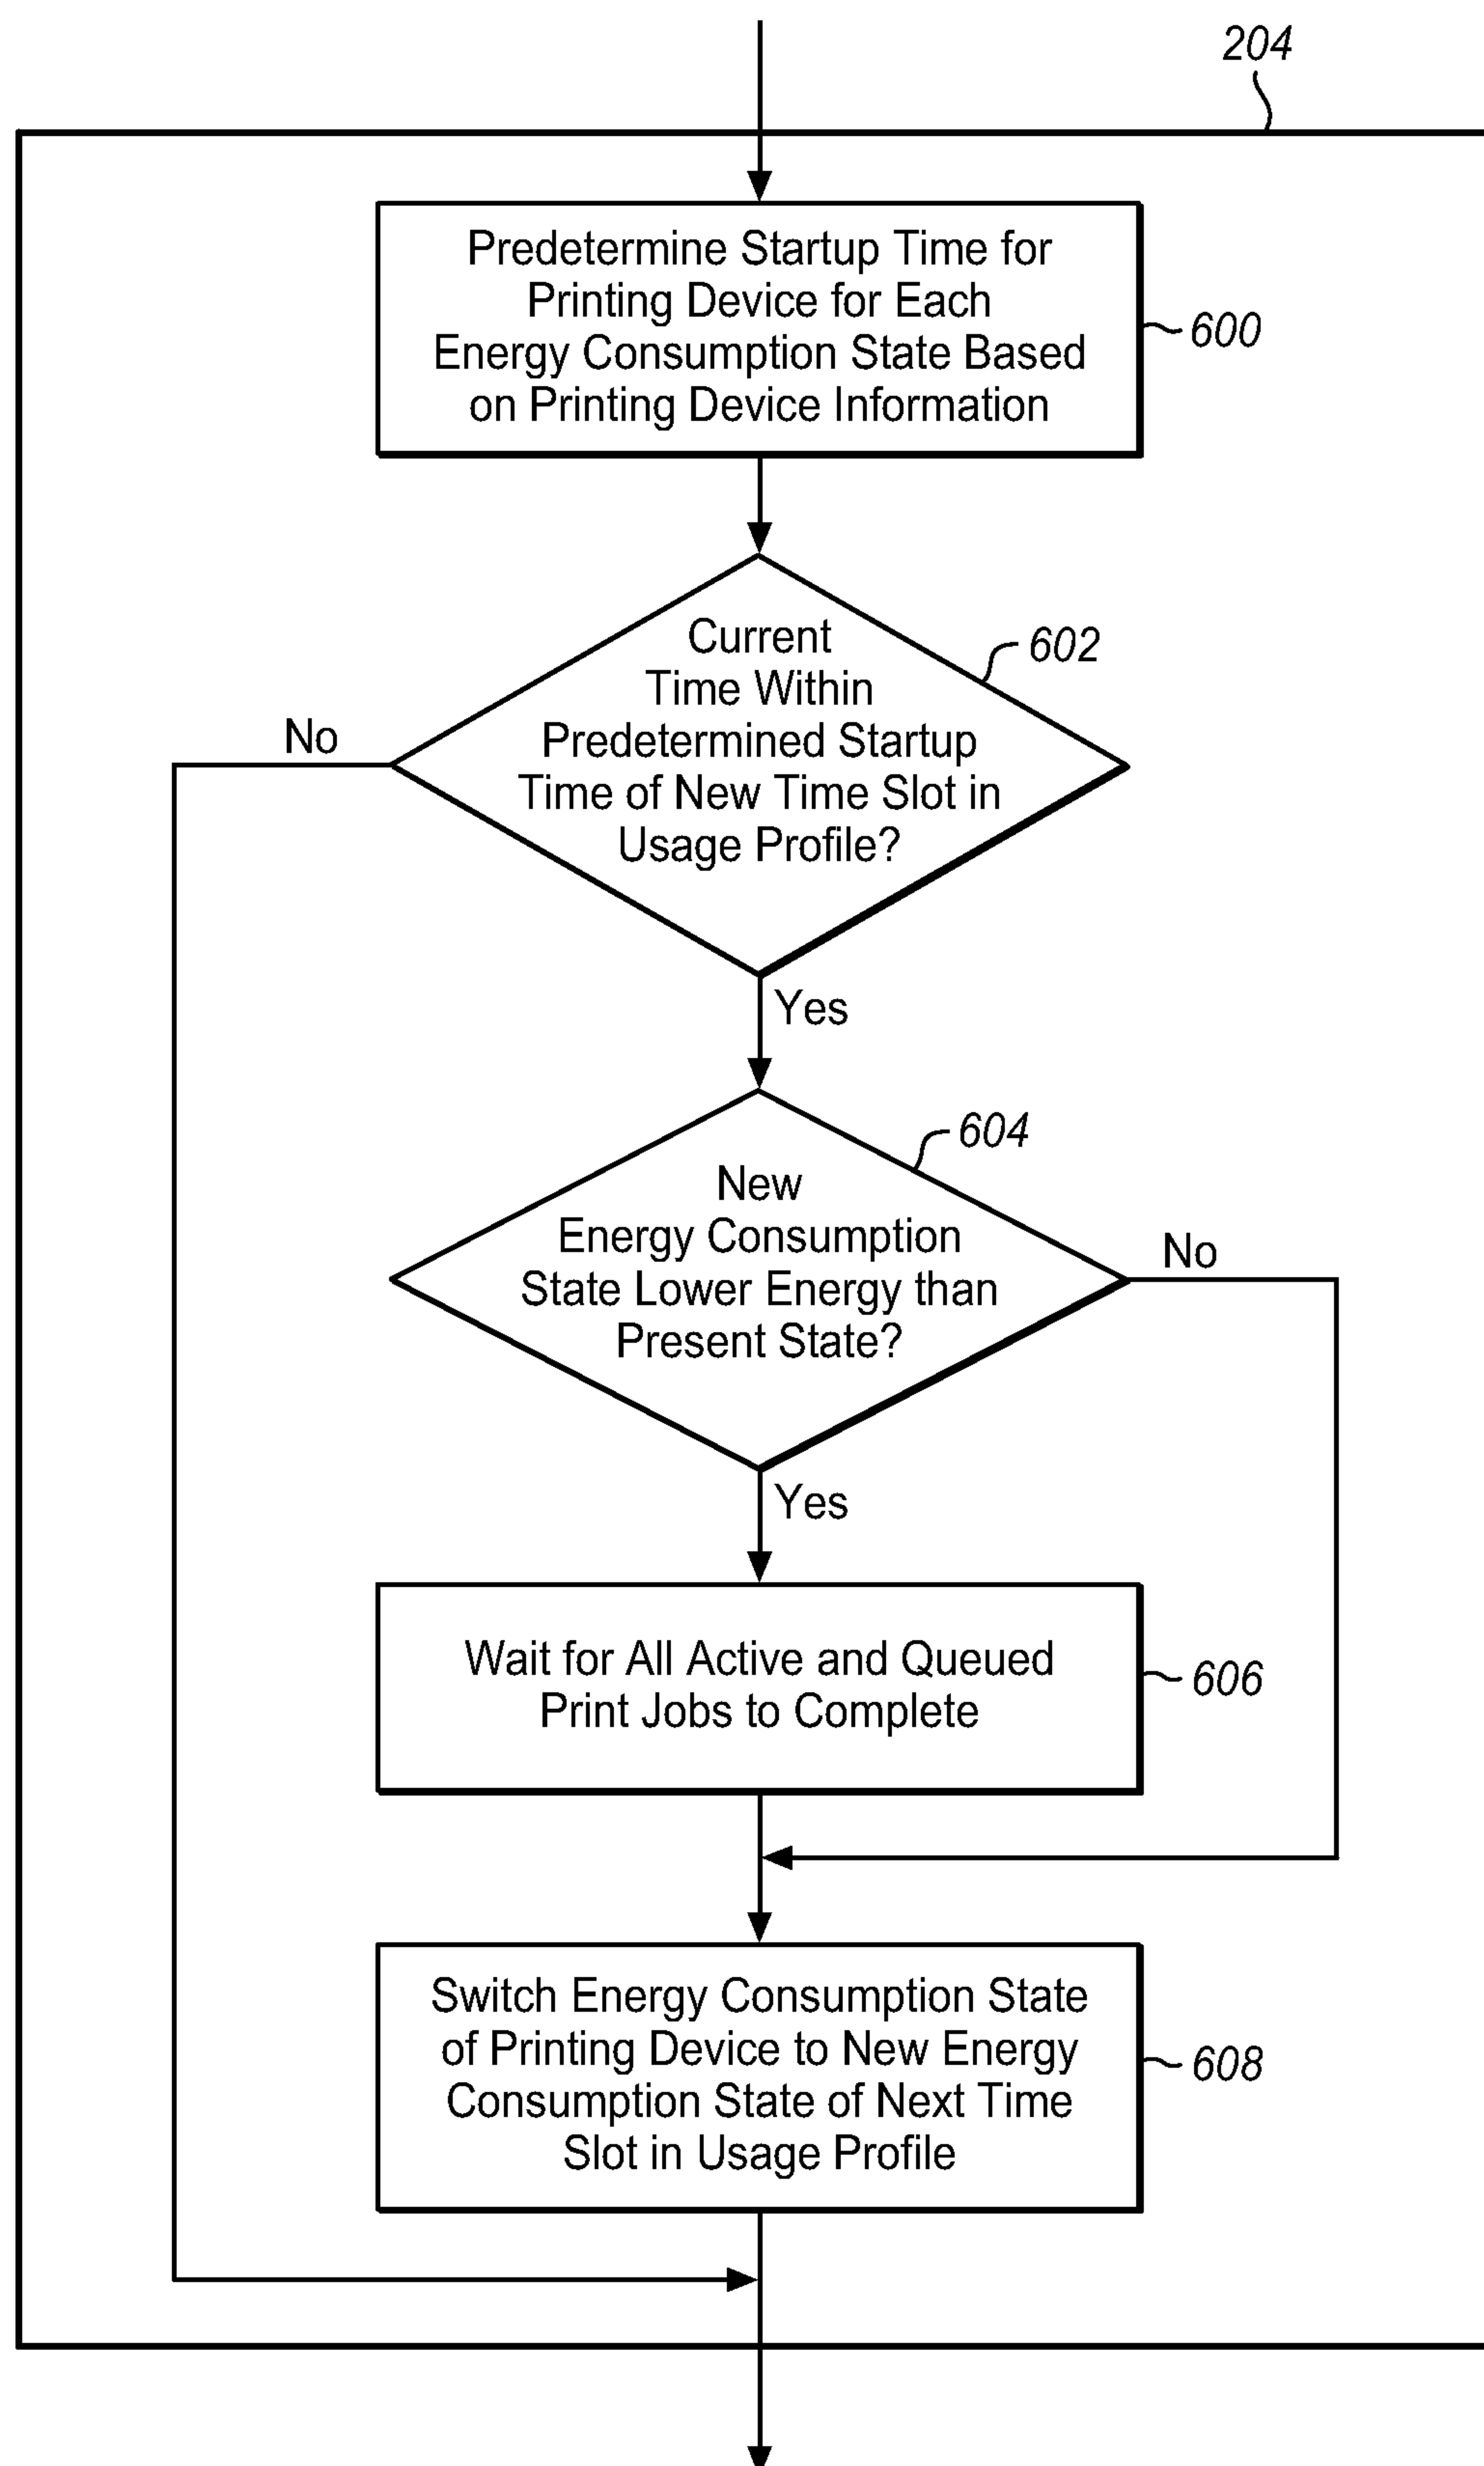 204
Predetermine Startup Time for
Printing Device for Each
Energy Consumption State Based
on Printing Device Information
600
Current
Time Within
Predetermined Startup
Time of New Time Slot in
Usage Profile?
602
No
Yes
New
Energy Consumption
State Lower Energy than
Present State?
604
No
Yes
Wait for All Active and Queued
Print Jobs to Complete
606
Switch Energy Consumption State
of Printing Device to New Energy
Consumption State of Next Time
Slot in Usage Profile
608